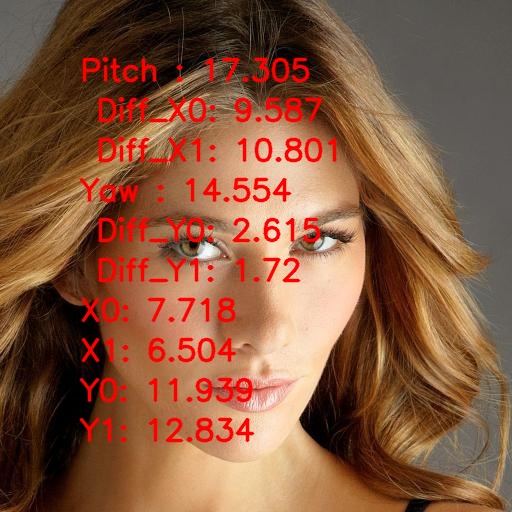 Pitch : 17.305
Diff_X0: 9.587
Diff_X1: 10.801
Yaw : 14.554
Diff_Y0: 2.615
Diff_Y1: 1.72
X0: 7.718
X1: 6.504
Y0: 11.939
Y1: 12.834